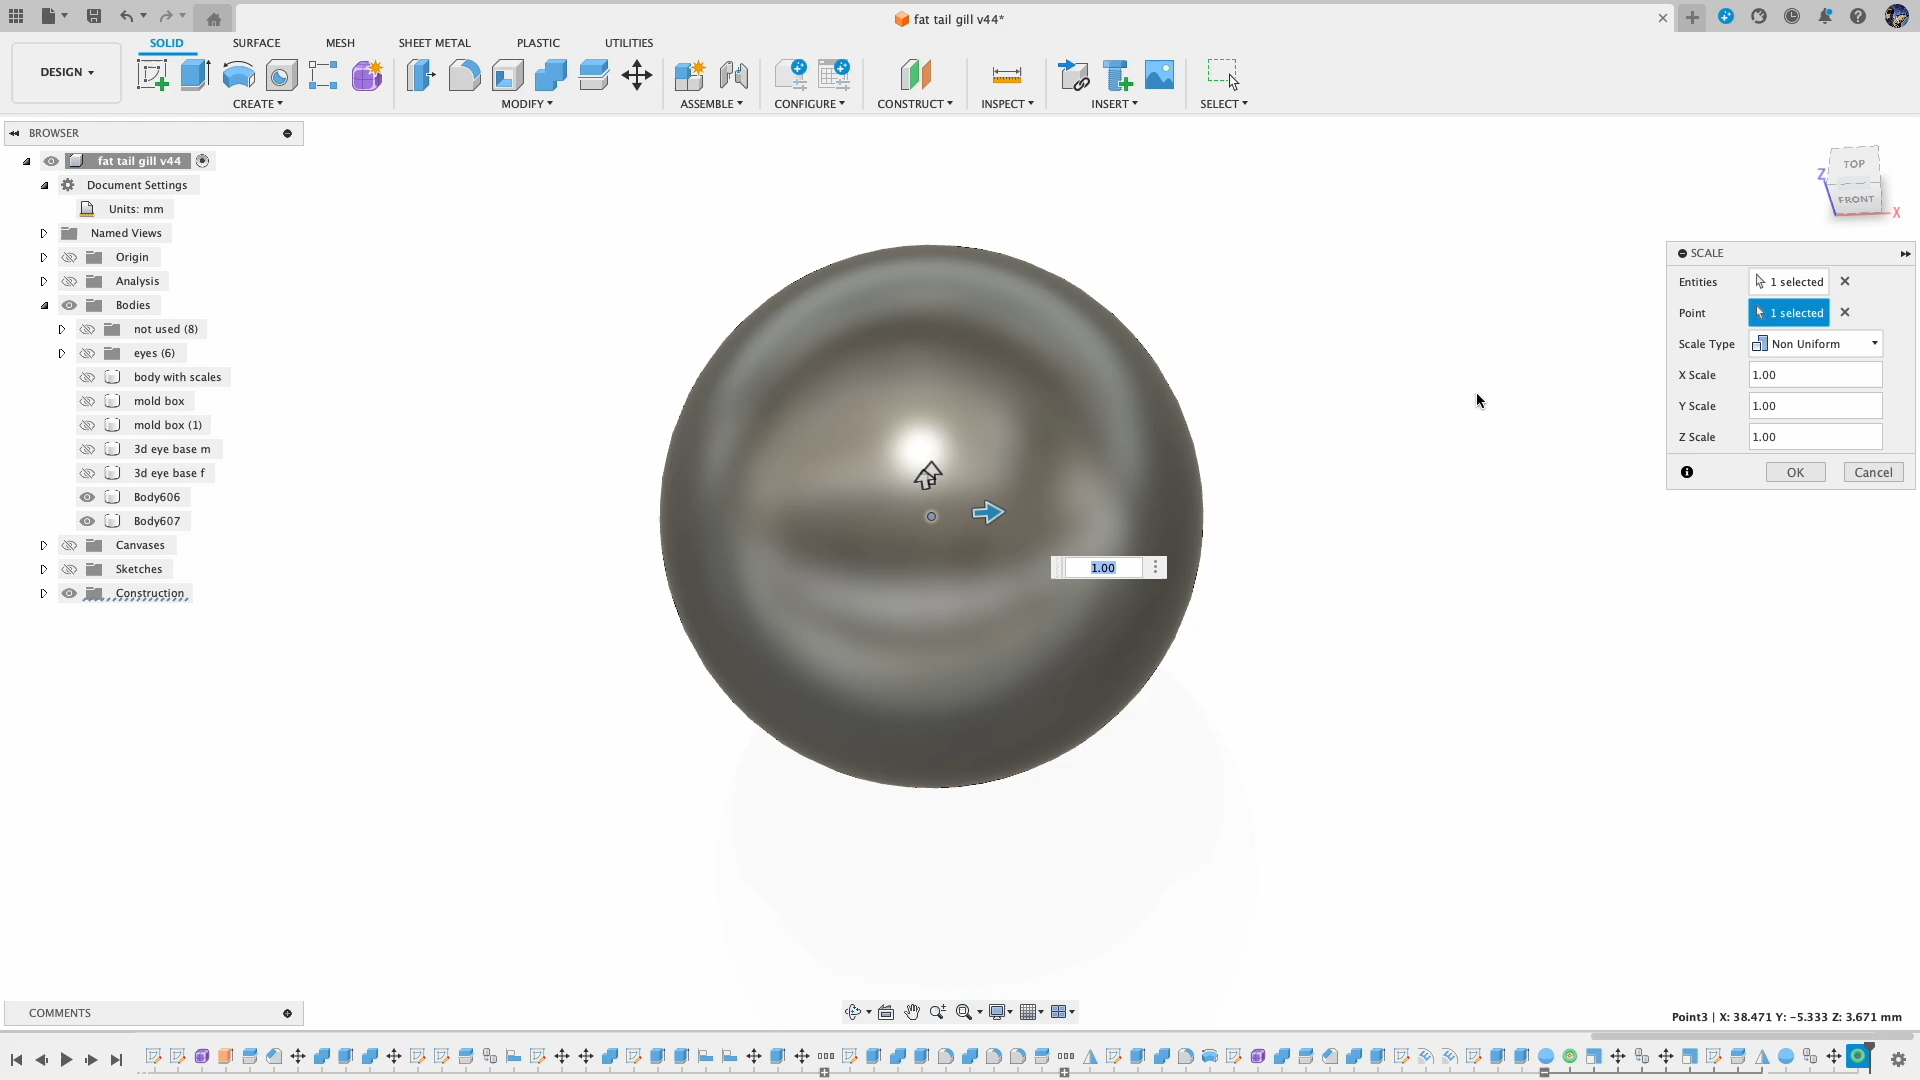 fat tail gill v44*
SOLID SURFACE MESH SHEET METAL PLASTIC UTILITIES
DESIGN
CREATE MODIFY ASSEMBLE CONFIGURE CONSTRUCT INSPECT INSERT SELECT
BROWSER
fat tail gill v44
Document Settings
Units: mm
Named Views
Origin
Analysis
Bodies
not used (8)
eyes (6)
body with scales
mold box
mold box (1)
3d eye base m
3d eye base f
Body606
Body607
Canvases
Sketches
Construction
TOP
Z
FRONT
X
SCALE
Entities 1 selected
Point 1 selected
Scale Type Non Uniform
X Scale 1.00
Y Scale 1.00
Z Scale 1.00
OK Cancel
1.00
COMMENTS
Point3 | X: 38.471 Y: -5.333 Z: 3.671 mm